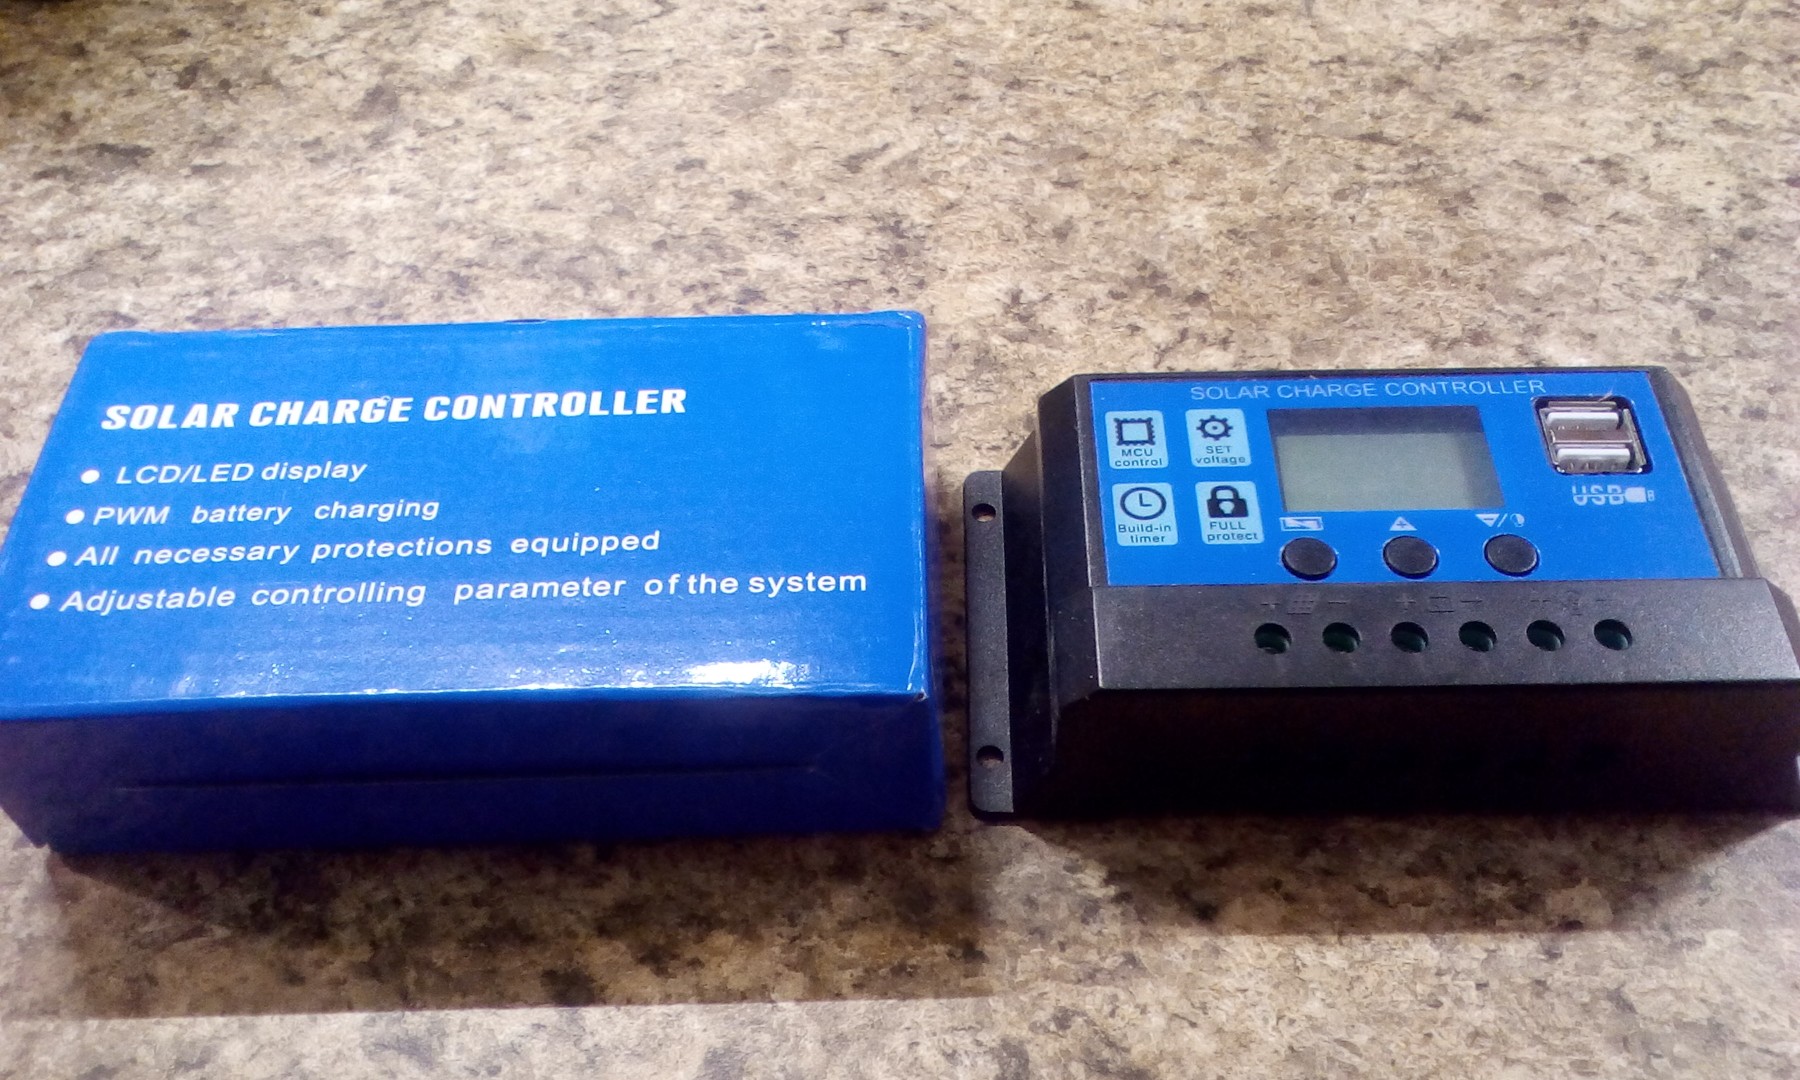 SOLAR CHARGE CONTROLLER
LCD/LED display
PWM battery charging
All necessary protections equipped
Adjustable controlling parameter of the system
SOLAR CHARGE CONTROLLER
MCU
control
SET
voltage
Build-in
timer
FULL
protect
USB